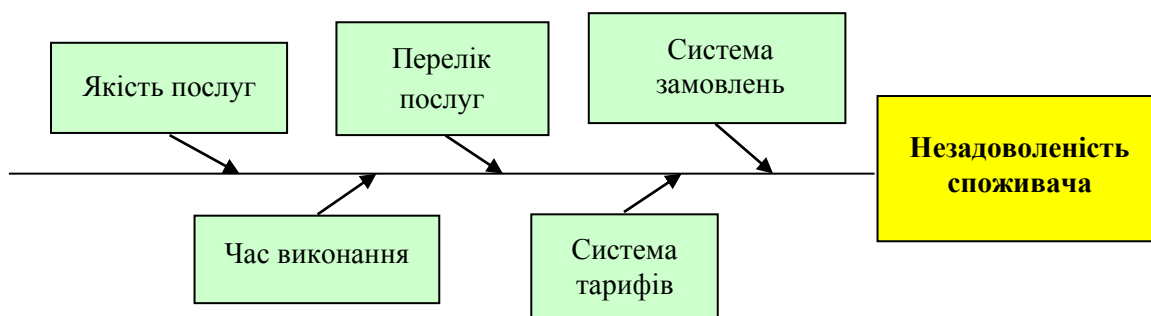 Якість послуг
Перелік
послуг
Система
замовлень
Незадоволеність
споживача
Час виконання
Система
тарифів